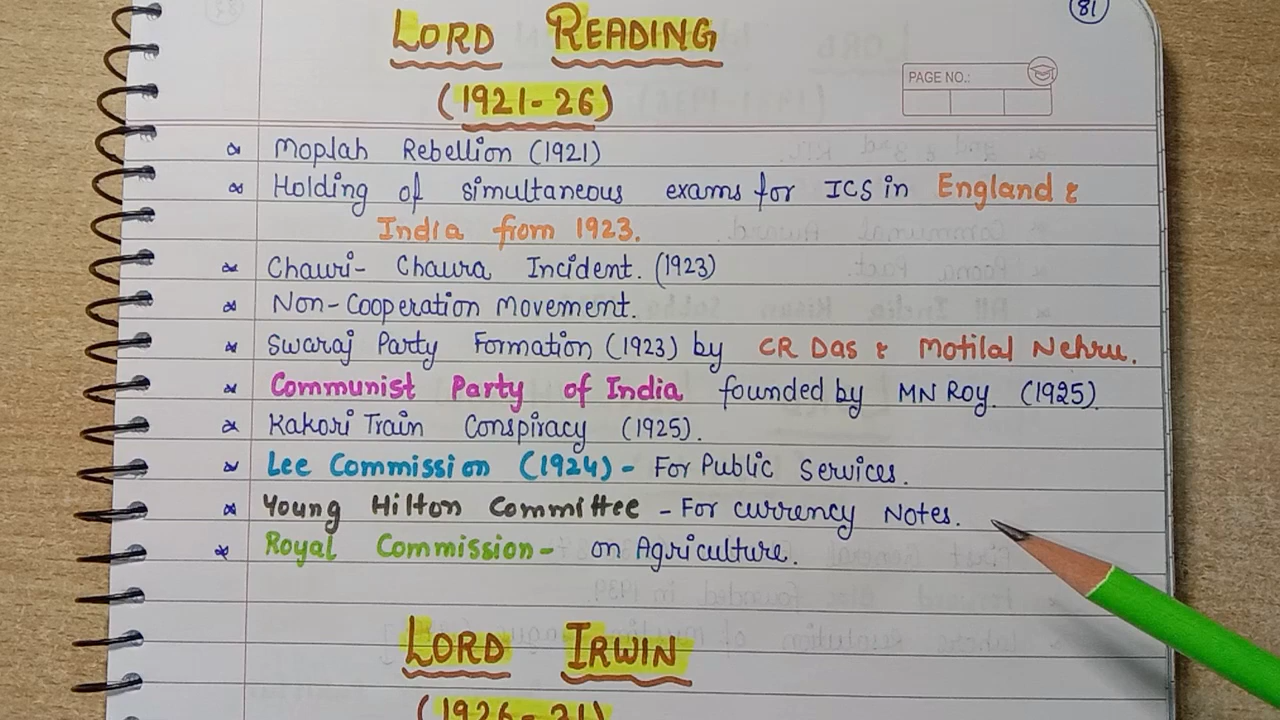 81
LORD READING
PAGE NO.:
(1921-26)
Moplah Rebellion (1921)
Holding of simultaneous exams for ICS in England &
India from 1923.
Chauri- Chaura Incident. (1923)
Non-Cooperation Movement.
Swaraj Party Formation (1923) by CR Das & Motilal Nehru.
Communist Party of India founded by MN Roy. (1925)
Kakori Train Conspiracy (1925).
Lee Commission (1924) - For Public Services.
Young Hilton Committee - For currency Notes.
Royal Commission- on Agriculture.
LORD IRWIN
(1926-31)